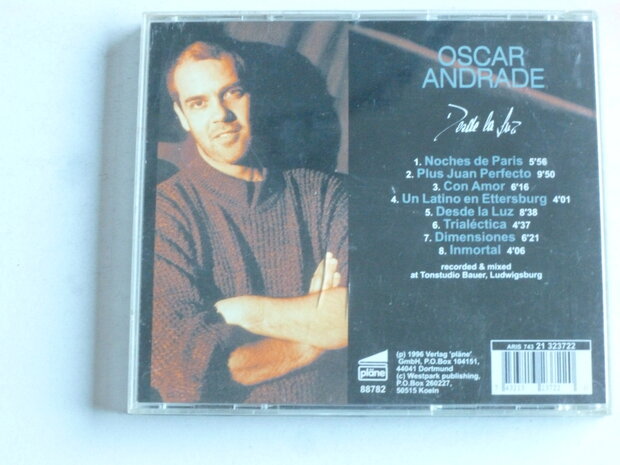 OSCAR
ANDRADE
Desde la Luz
1. Noches de Paris 5'56
2. Plus Juan Perfecto 9'50
3. Con Amor 6'16
4. Un Latino en Ettersburg 4'01
5. Desde la Luz 8'38
6. Trialéctica 4'37
7. Dimensiones 6'21
8. Inmortal 4'06
recorded & mixed
at Tonstudio Bauer, Ludwigsburg
pläne
88782
(p) 1996 Verlag 'pläne'
GmbH, P.O.Box 104151,
44041 Dortmund
(c) Westpark publishing,
P.O.Box 260227,
50515 Koeln
ARIS 743 21 323722